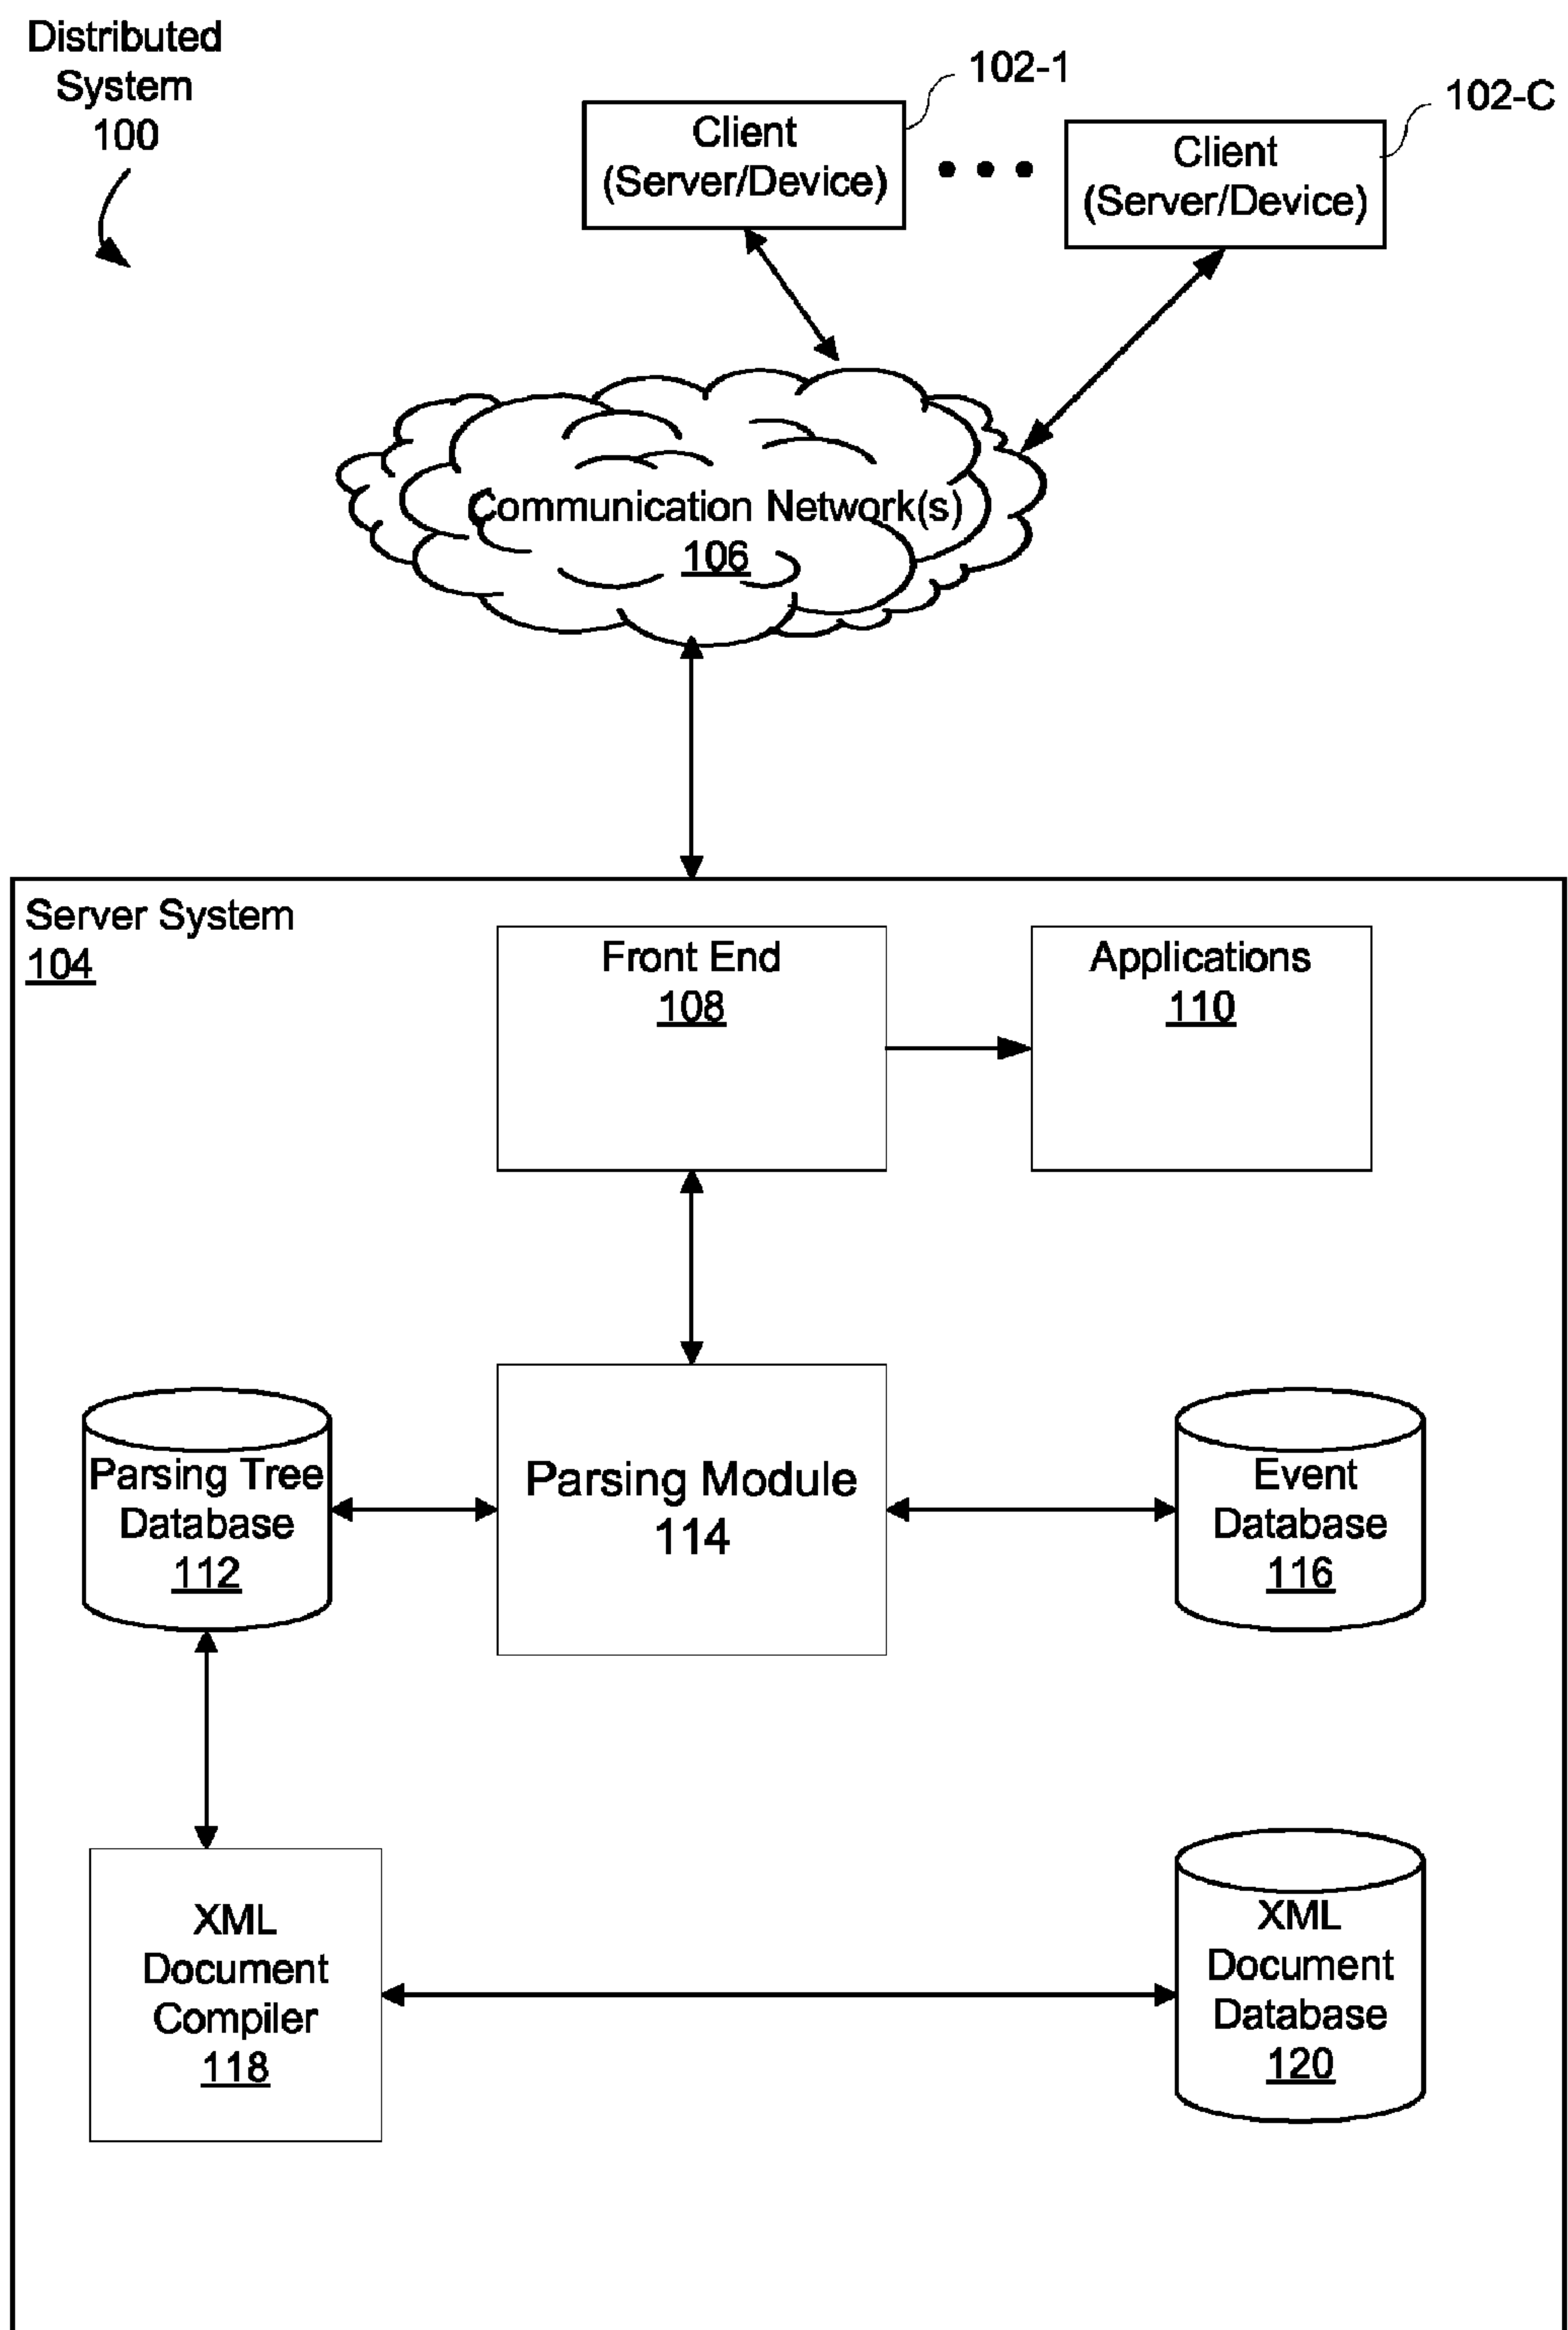 Distributed
System
100
102-1
102-C
Client
(Server/Device)
Client
(Server/Device)
Communication Network(s)
106
Server System
104
Front End
108
Applications
110
Parsing Tree
Database
112
Parsing Module
114
Event
Database
116
XML
Document
Compiler
118
XML
Document
Database
120